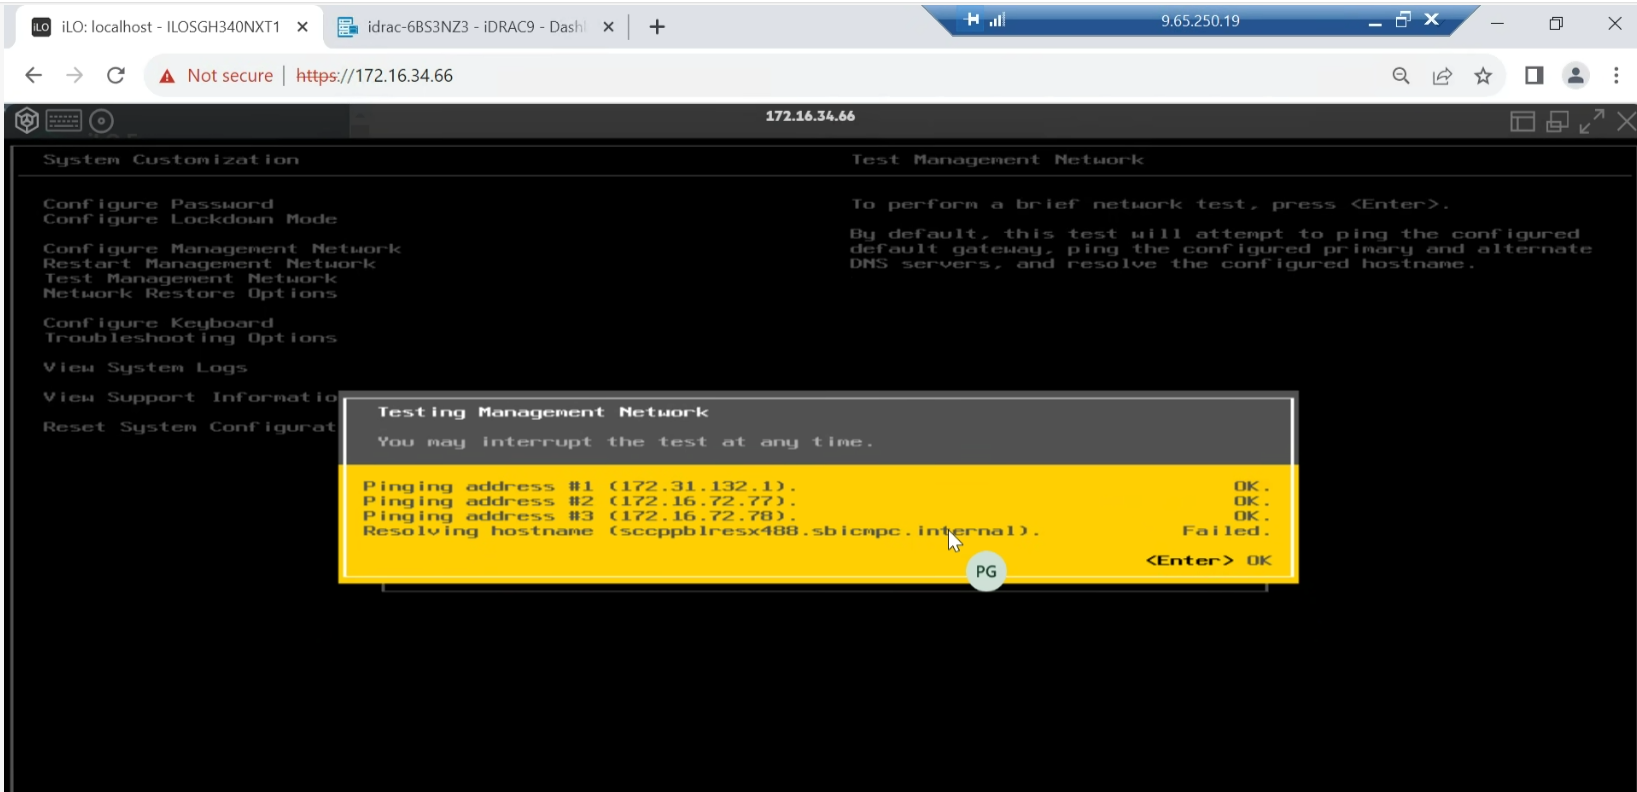 iLO iLO: localhost - ILOSGH340NXT1
idrac-6BS3NZ3 - iDRAC9 - Dash
9.65.250.19
Not secure | https://172.16.34.66
172.16.34.66
System Customization
Test Management Network
Configure Password
Configure Lockdown Mode
Configure Management Network
Restart Management Network
Test Management Network
Network Restore Options
Configure Keyboard
Troubleshooting Options
View System Logs
View Support Informatio
Reset System Configurat
To perform a brief network test, press <Enter>.
By default, this test will attempt to ping the configured
default gateway, ping the configured primary and alternate
DNS servers, and resolve the configured hostname.
Testing Management Network
You may interrupt the test at any time.
Pinging address #1 (172.31.132.1). OK.
Pinging address #2 (172.16.72.77). OK.
Pinging address #3 (172.16.72.78). OK.
Resolving hostname (sccppblresx488.sbicmpc.internal). Failed.
<Enter> OK
PG